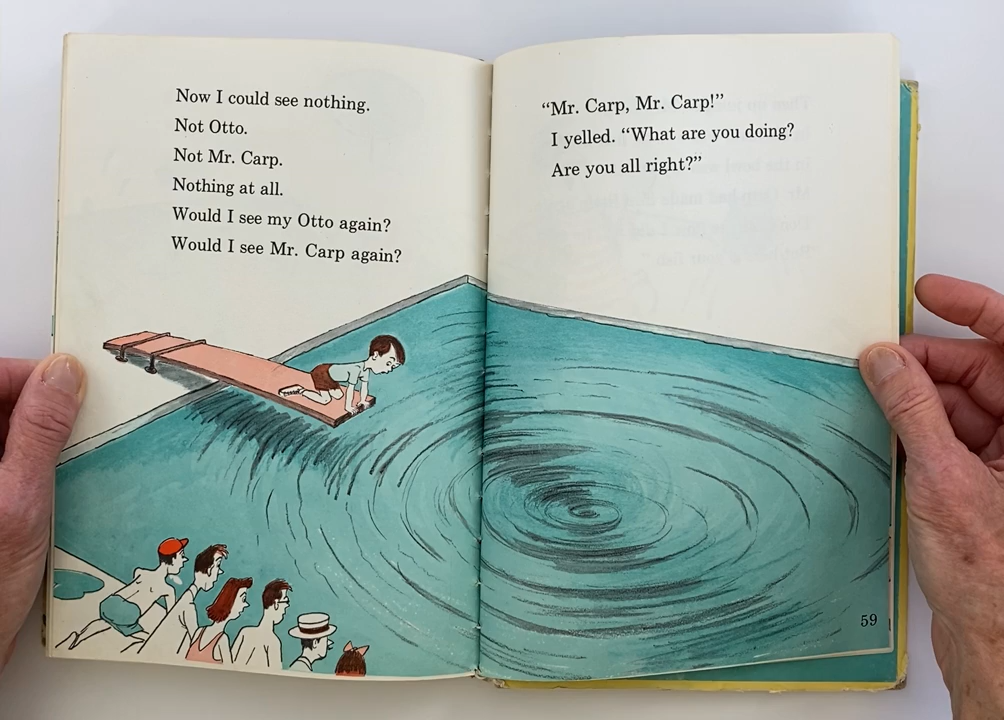 Now I could see nothing.
Not Otto.
Not Mr. Carp.
Nothing at all.
Would I see my Otto again?
Would I see Mr. Carp again?
“Mr. Carp, Mr. Carp!”
I yelled. “What are you doing?
Are you all right?”
59